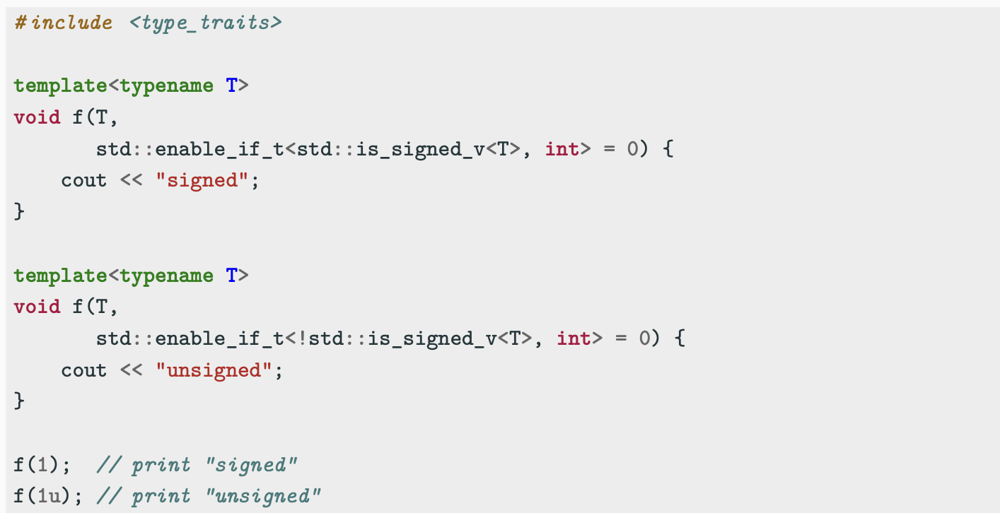 #include <type_traits>

template<typename T>
void f(T,
       std::enable_if_t<std::is_signed_v<T>, int> = 0) {
    cout << "signed";
}

template<typename T>
void f(T,
       std::enable_if_t<!std::is_signed_v<T>, int> = 0) {
    cout << "unsigned";
}

f(1);  // print "signed"
f(1u); // print "unsigned"